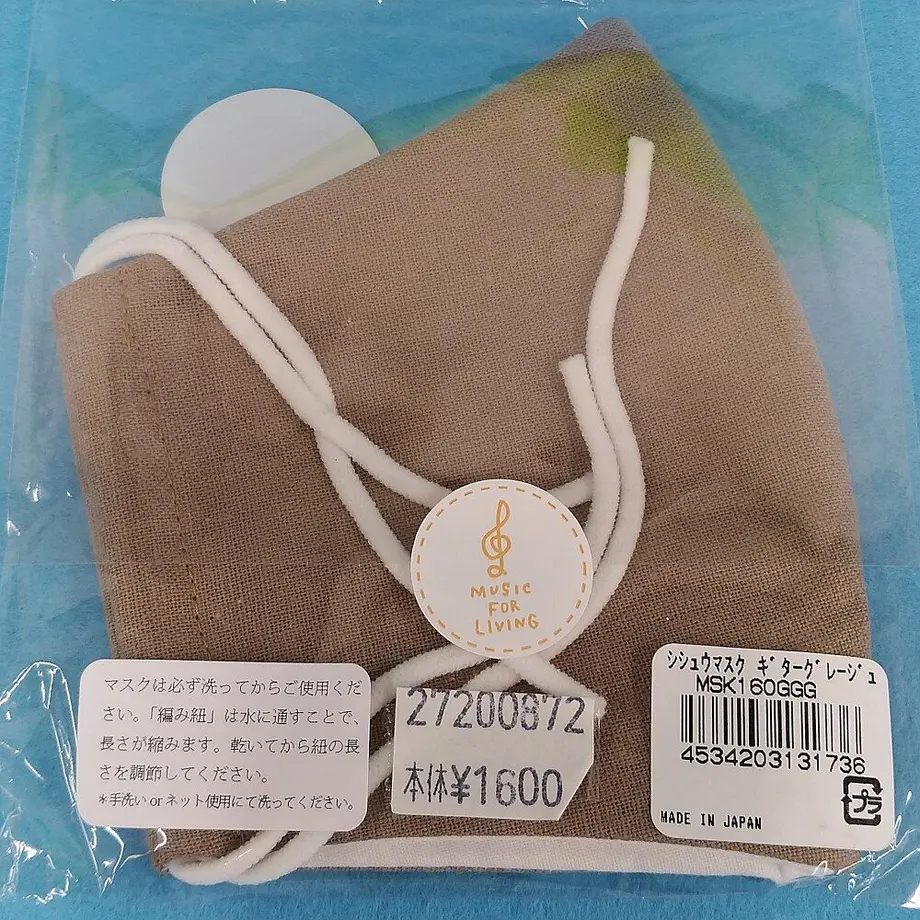 MUSIC
FOR
LIVING
マスクは必ず洗ってからご使用くだ
さい。「編み紐」は水に通すことで、
長さが縮みます。乾いてから紐の長
さを調節してください。
＊手洗い or ネット使用にて洗ってください。
27200872
本体¥1600
ｼｼｭｳﾏｽｸ ｷﾞﾀｰｸﾞﾚｰｼﾞｭ
MSK160GGG
4534203131736
プラ
MADE IN JAPAN